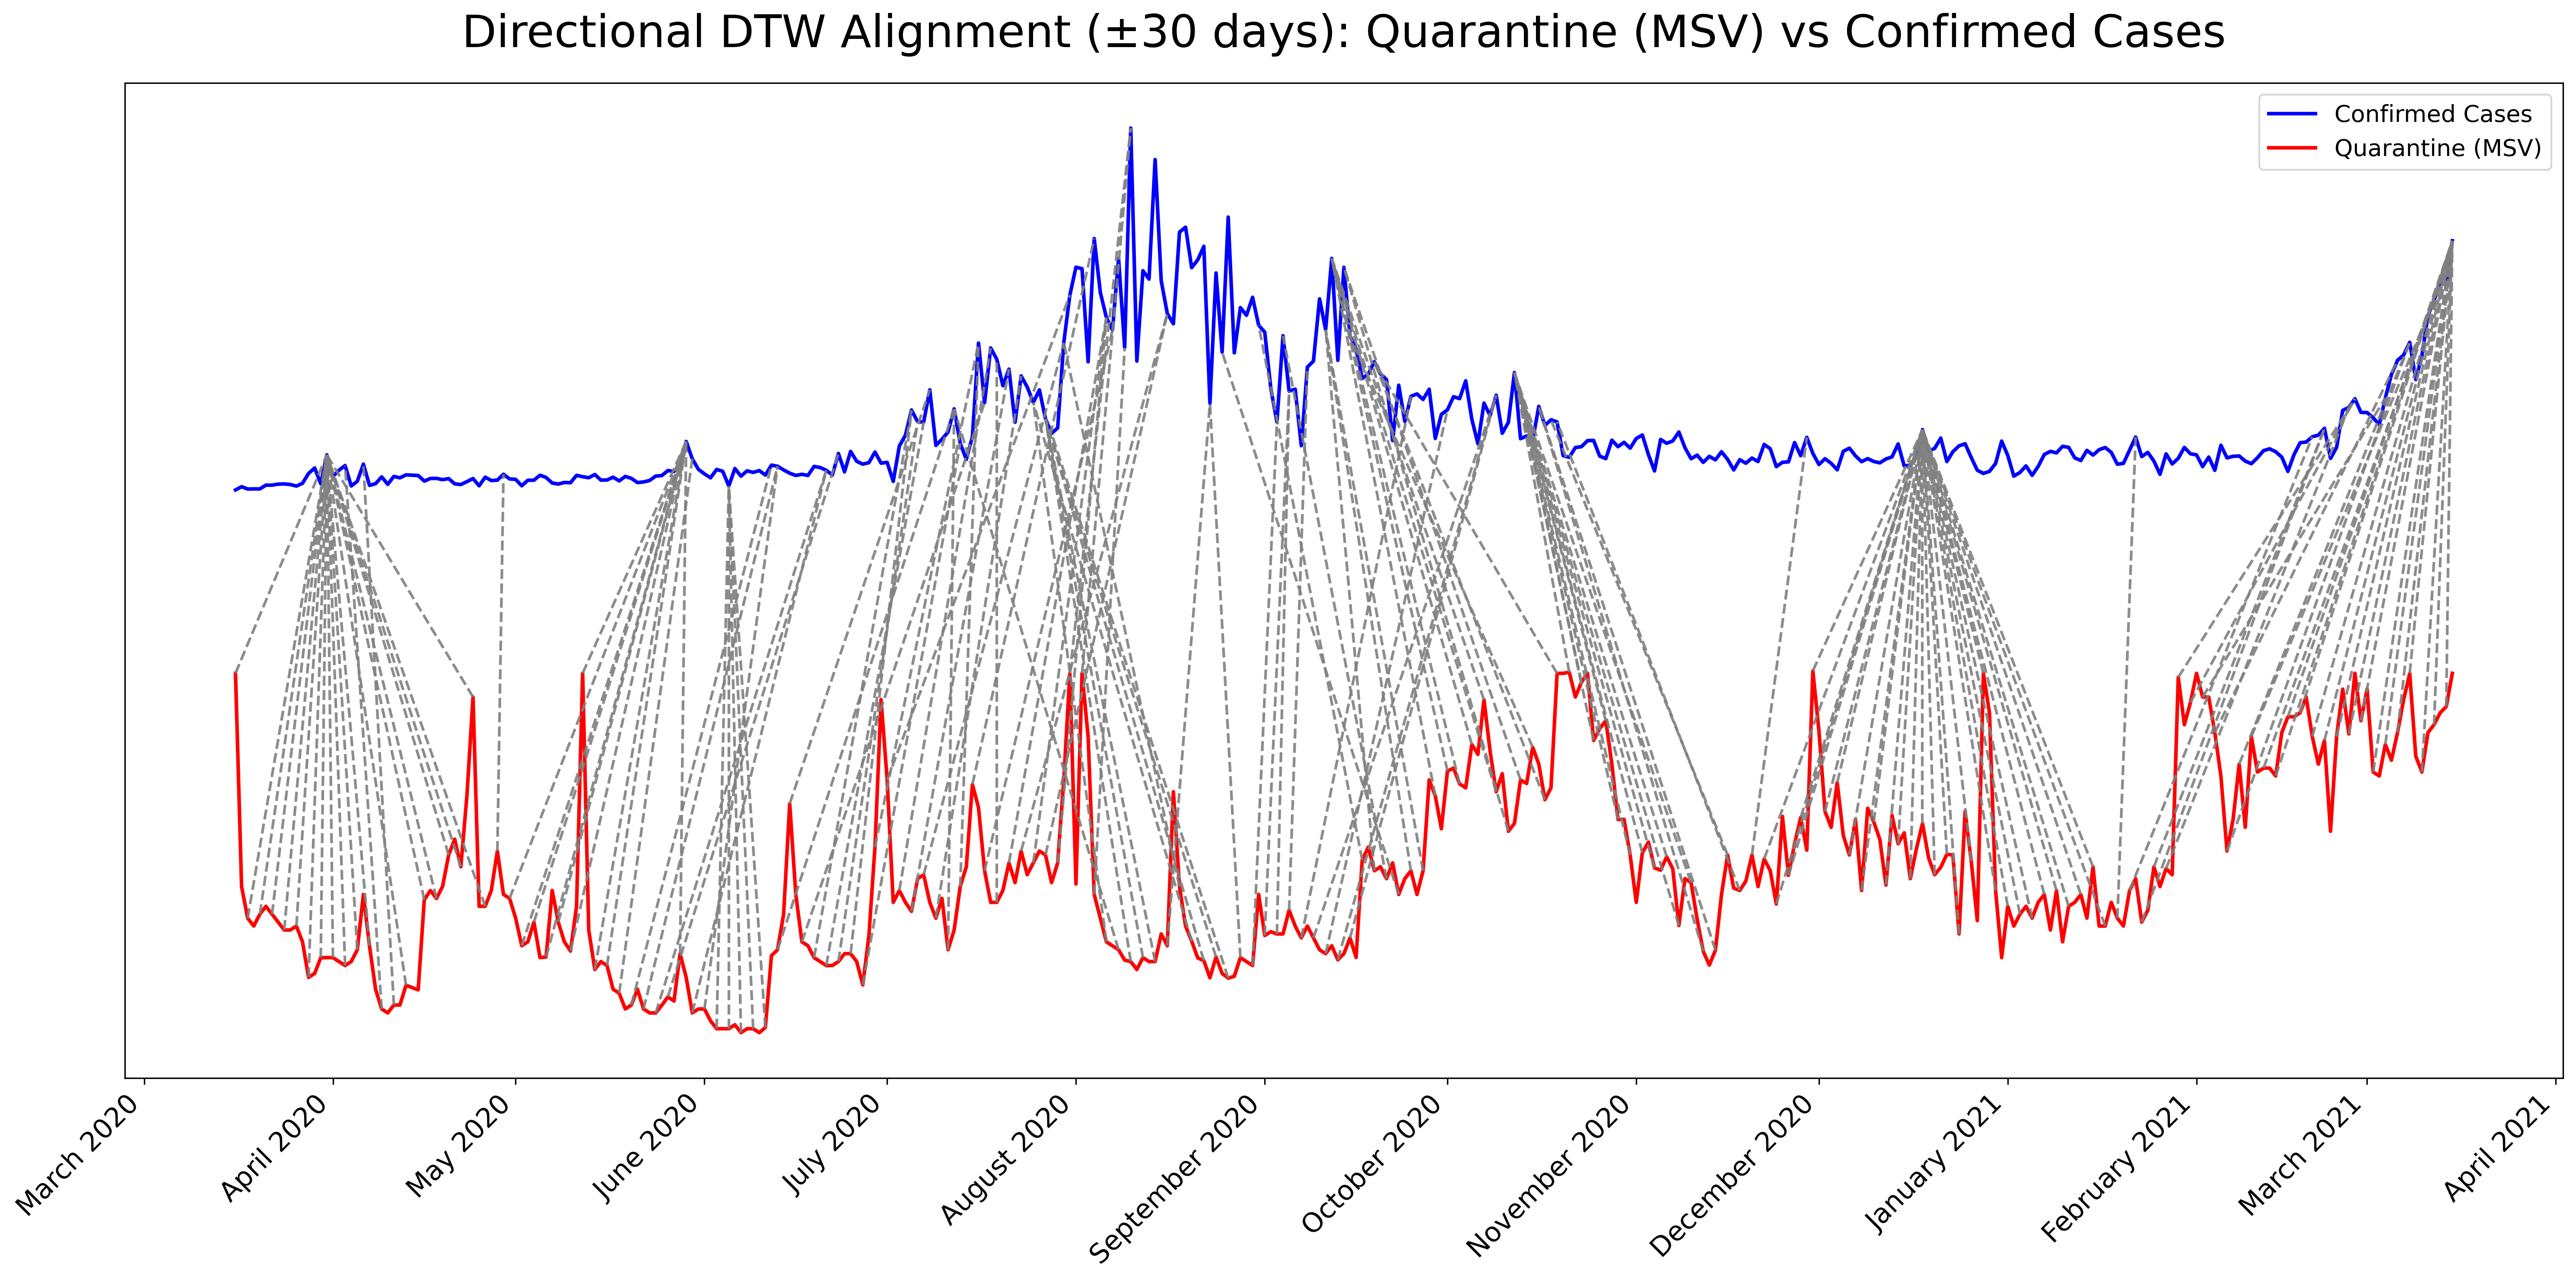 Directional DTW Alignment (±30 days): Quarantine (MSV) vs Confirmed Cases
Confirmed Cases
Quarantine (MSV)
March 2020
April 2020
May 2020
June 2020
July 2020
August 2020
September 2020
October 2020
November 2020
December 2020
January 2021
February 2021
March 2021
April 2021